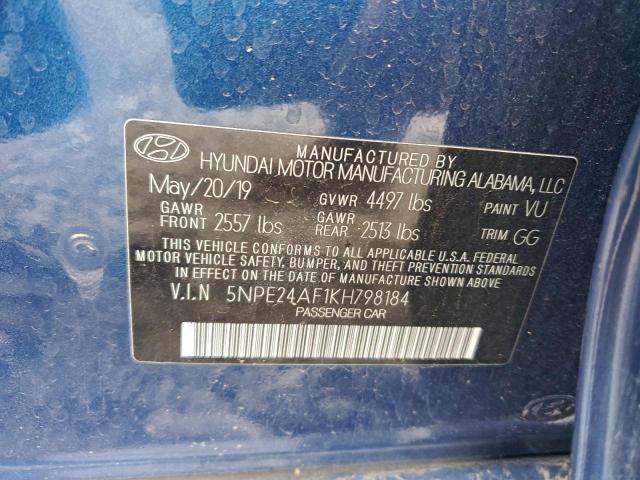 MANUFACTURED BY
HYUNDAI MOTOR MANUFACTURING ALABAMA, LLC
May/20/19 GVWR 4497 lbs PAINT VU
GAWR FRONT 2557 lbs GAWR REAR 2513 lbs TRIM GG
THIS VEHICLE CONFORMS TO ALL APPLICABLE U.S.A. FEDERAL
MOTOR VEHICLE SAFETY, BUMPER, AND THEFT PREVENTION STANDARDS
IN EFFECT ON THE DATE OF MANUFACTURE SHOWN ABOVE.
V.I.N 5NPE24AF1KH798184
PASSENGER CAR